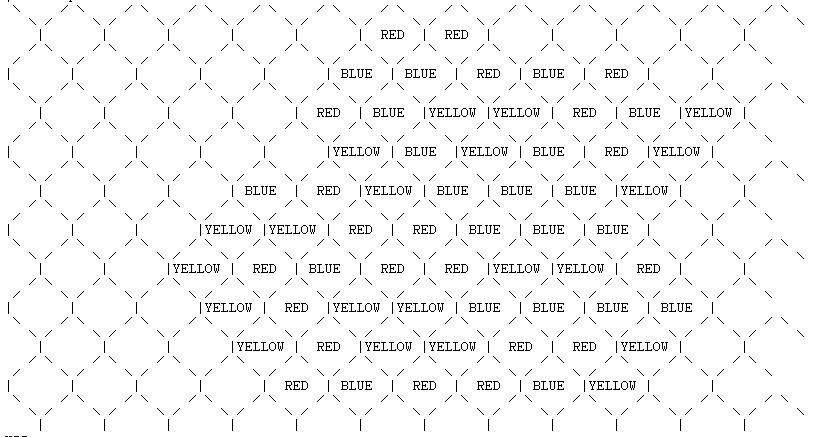 RED RED
BLUE BLUE RED BLUE RED
RED BLUE YELLOW YELLOW RED BLUE YELLOW
YELLOW BLUE YELLOW BLUE RED YELLOW
BLUE RED YELLOW BLUE BLUE BLUE YELLOW
YELLOW YELLOW RED RED BLUE BLUE BLUE
YELLOW RED BLUE RED RED YELLOW YELLOW RED
YELLOW RED YELLOW YELLOW BLUE BLUE BLUE BLUE
YELLOW RED YELLOW YELLOW RED RED YELLOW
RED BLUE RED RED BLUE YELLOW